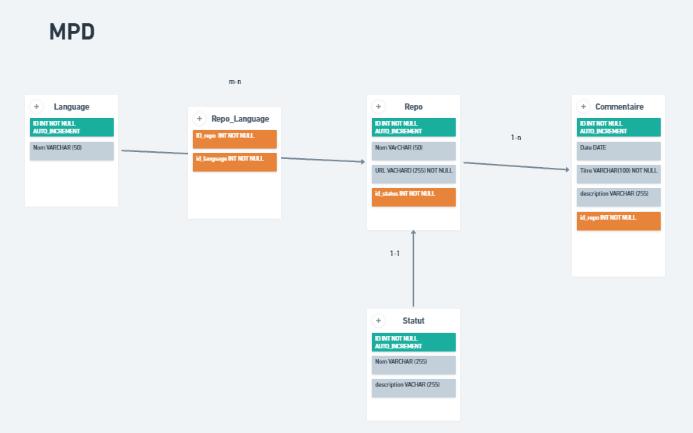 MPD
m-n
+ Language
ID INT NOT NULL
AUTO_INCREMENT
Nom VARCHAR (50)
+ Repo_Language
ID_repo INT NOT NULL
id_language INT NOT NULL
+ Repo
ID INT NOT NULL
AUTO_INCREMENT
Nom VArCHAR (50)
URL VACHARD (255) NOT NULL
id_status INT NOT NULL
1-n
+ Commentaire
ID INT NOT NULL
AUTO_INCREMENT
Date DATE
Titre VARCHAR(100) NOT NULL
description VARCHAR (255)
id_repo INT NOT NULL
1-1
+ Statut
ID INT NOT NULL
AUTO_INCREMENT
Nom VARCHAR (255)
description VACHAR (255)